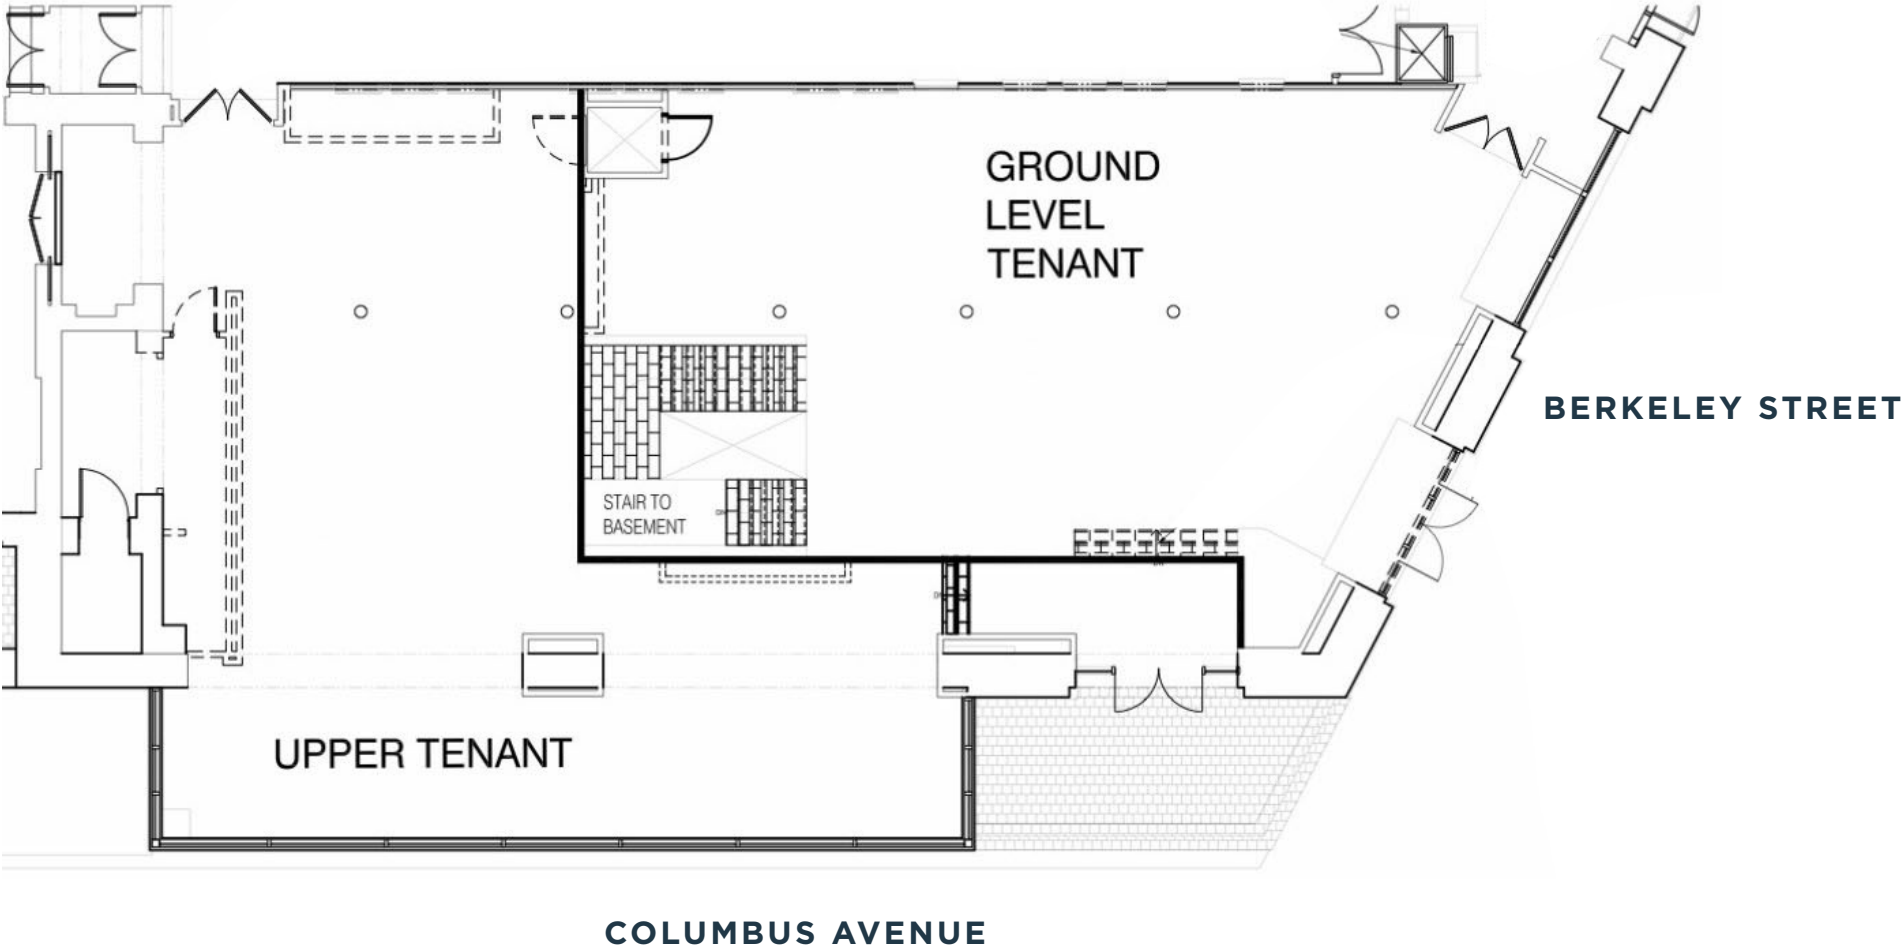 GROUND
LEVEL
TENANT
BERKELEY STREET
STAIR TO
BASEMENT
UPPER TENANT
COLUMBUS AVENUE